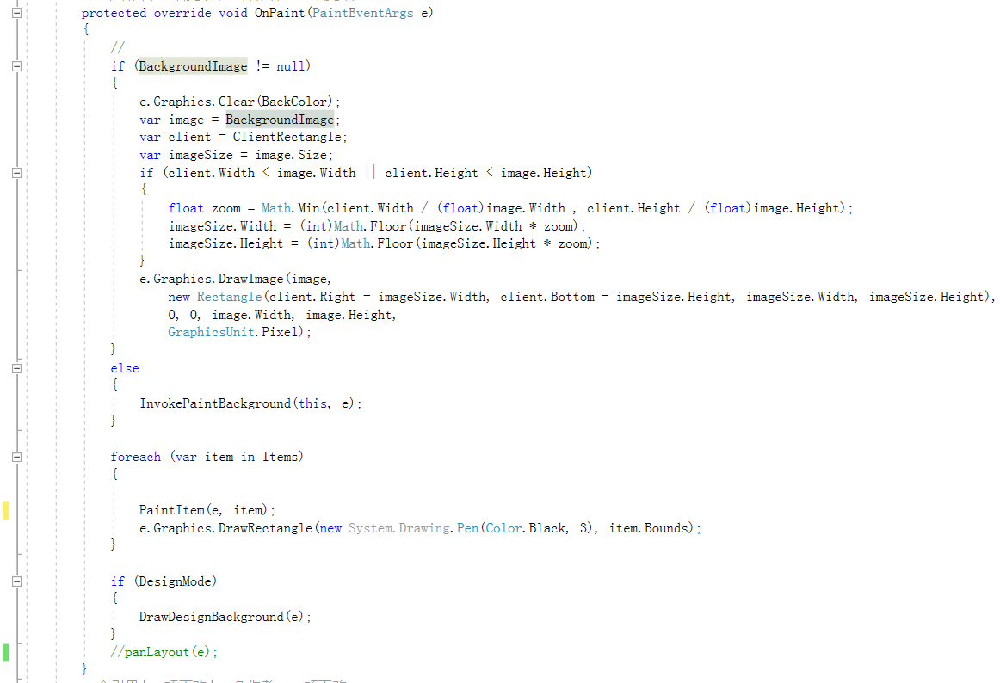 protected override void OnPaint(PaintEventArgs e)
{
//
if (BackgroundImage != null)
{
e.Graphics.Clear(BackColor);
var image = BackgroundImage;
var client = ClientRectangle;
var imageSize = image.Size;
if (client.Width < image.Width || client.Height < image.Height)
{
float zoom = Math.Min(client.Width / (float)image.Width , client.Height / (float)image.Height);
imageSize.Width = (int)Math.Floor(imageSize.Width * zoom);
imageSize.Height = (int)Math.Floor(imageSize.Height * zoom);
}
e.Graphics.DrawImage(image,
new Rectangle(client.Right - imageSize.Width, client.Bottom - imageSize.Height, imageSize.Width, imageSize.Height),
0, 0, image.Width, image.Height,
GraphicsUnit.Pixel);
}
else
{
InvokePaintBackground(this, e);
}
foreach (var item in Items)
{
PaintItem(e, item);
e.Graphics.DrawRectangle(new System.Drawing.Pen(Color.Black, 3), item.Bounds);
}
if (DesignMode)
{
DrawDesignBackground(e);
}
//panLayout(e);
}